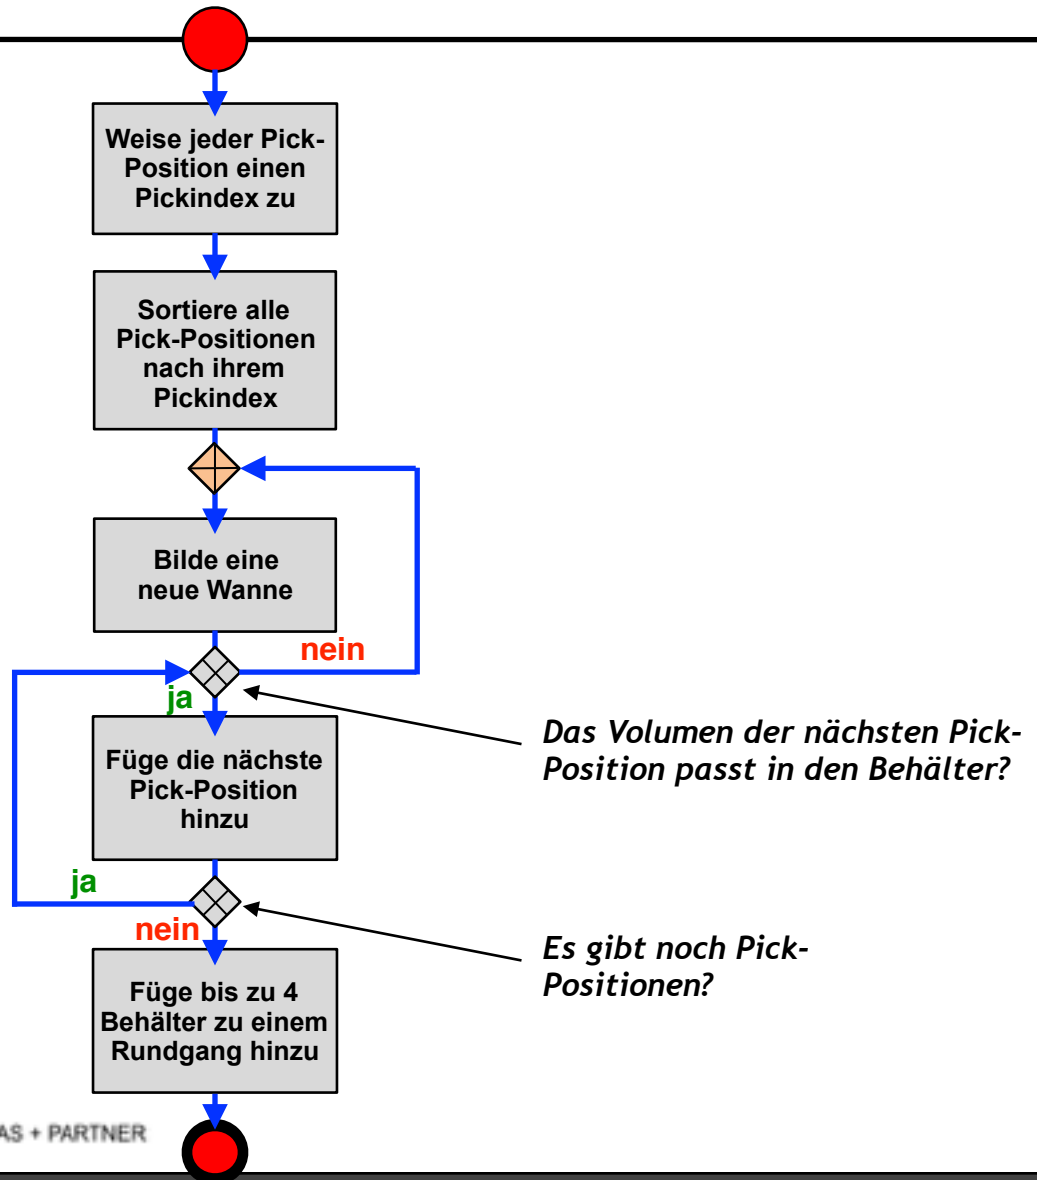 Weise jeder Pick-
Position einen
Pickindex zu
Sortiere alle
Pick-Positionen
nach ihrem
Pickindex
Bilde eine
neue Wanne
nein
ja
Das Volumen der nächsten Pick-
Position passt in den Behälter?
Füge die nächste
Pick-Position
hinzu
ja
nein
Es gibt noch Pick-
Positionen?
Füge bis zu 4
Behälter zu einem
Rundgang hinzu
AS + PARTNER